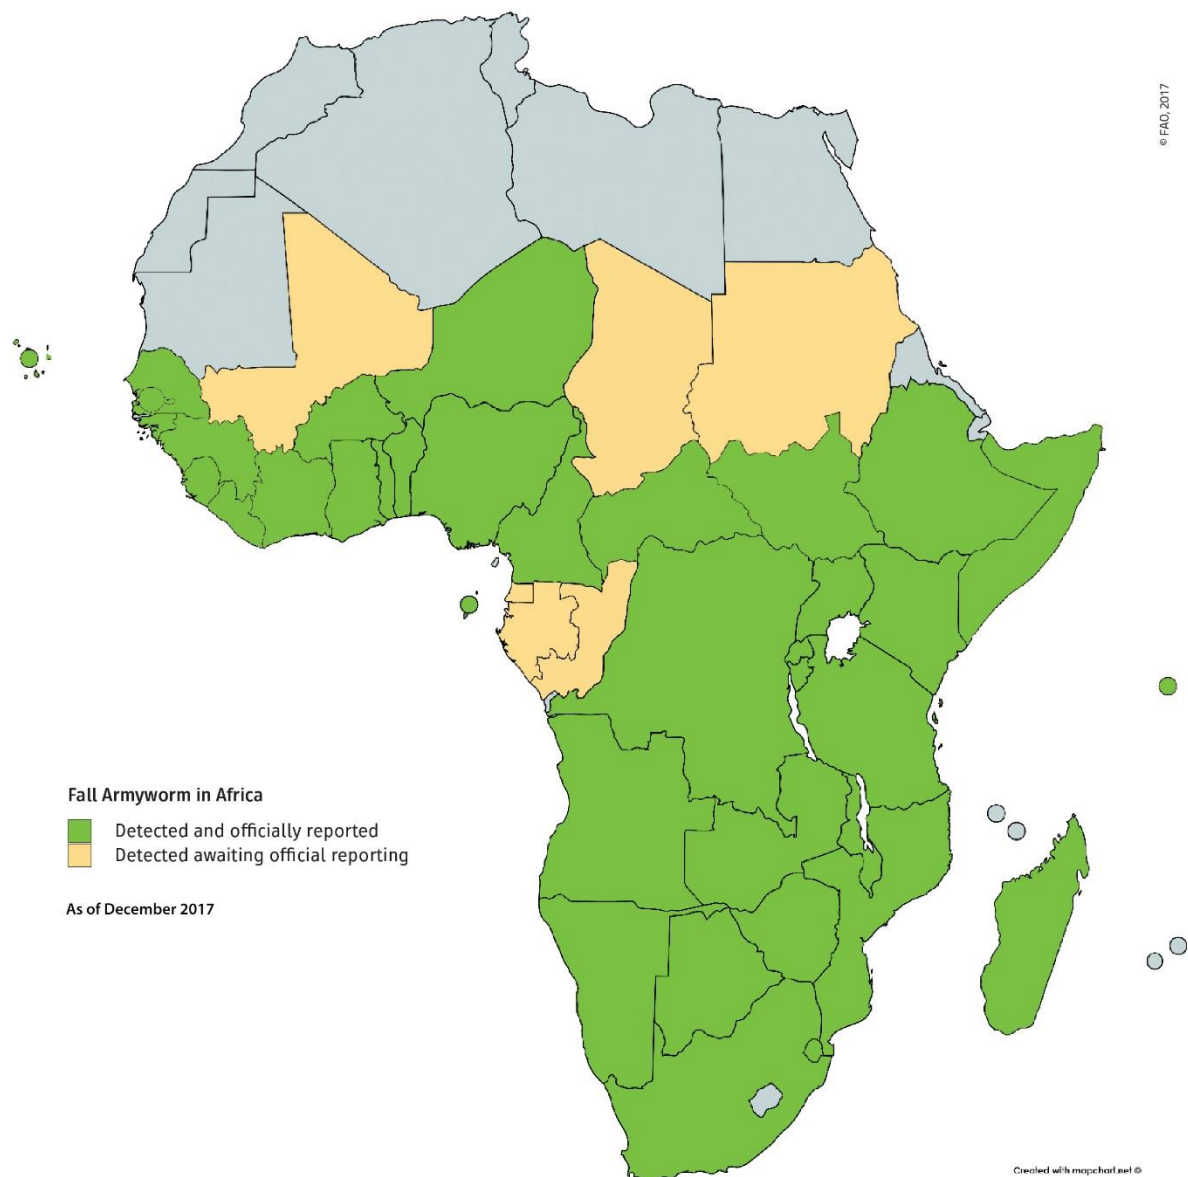 © FAO, 2017
Fall Armyworm in Africa
Detected and officially reported
Detected awaiting official reporting
As of December 2017
Created with mapchart.net ©